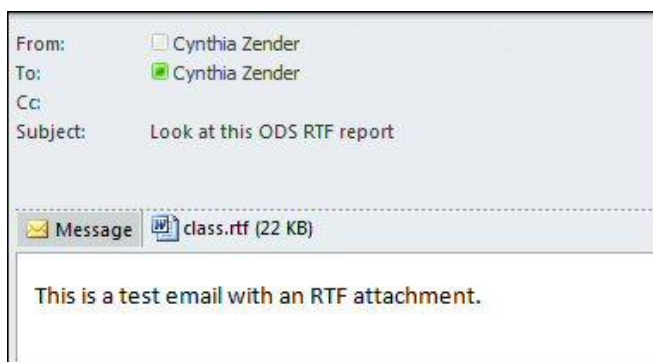 From: Cynthia Zender
To: Cynthia Zender
Cc:
Subject: Look at this ODS RTF report
Message class.rtf (22 KB)
This is a test email with an RTF attachment.